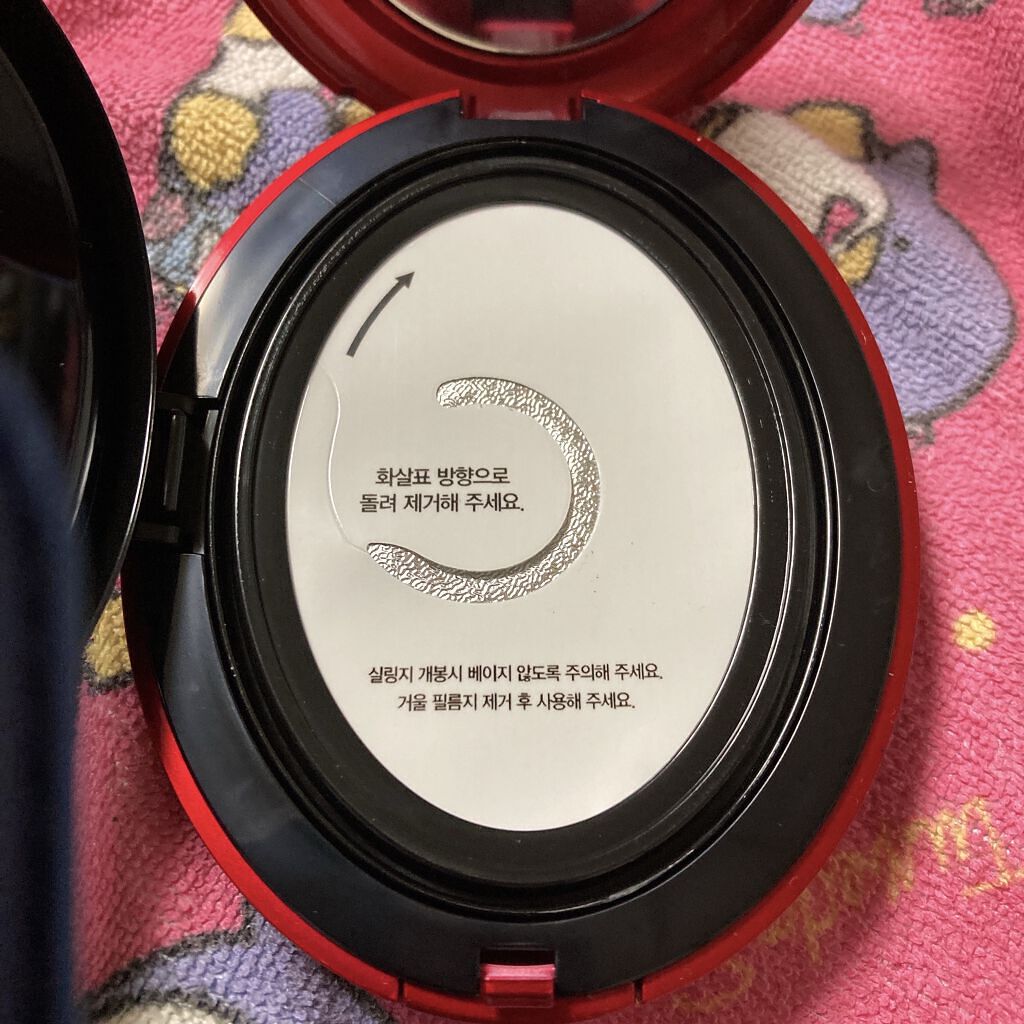 화살표 방향으로
돌려 제거해 주세요.
실링지 개봉시 베이지 않도록 주의해 주세요.
거울 필름지 제거 후 사용해 주세요.